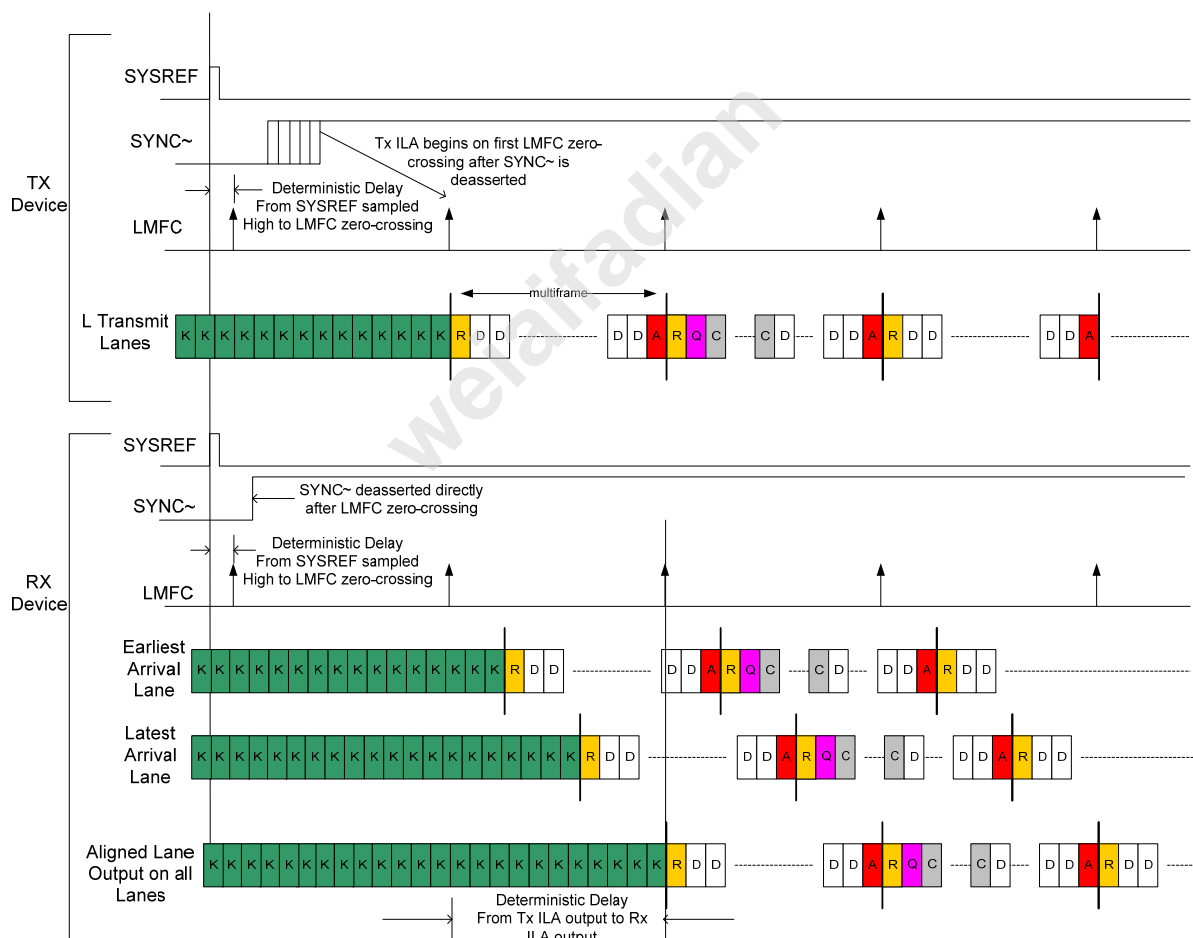 SYSREF
SYNC~
Tx ILA begins on first LMFC zero-
crossing after SYNC~ is
deasserted
TX
Device
Deterministic Delay
From SYSREF sampled
High to LMFC zero-crossing
LMFC
multiframe
L Transmit
Lanes
K K K K K K K K K K K K K K R D D D D A R Q C C D D D A R D D D D A
SYSREF
SYNC~
SYNC~ deasserted directly
after LMFC zero-crossing
Deterministic Delay
From SYSREF sampled
High to LMFC zero-crossing
RX
Device
LMFC
Earliest
Arrival
Lane
K K K K K K K K K K K K K K K K R D D D D A R Q C C D D D A R D D
Latest
Arrival
Lane
K K K K K K K K K K K K K K K K K K K K R D D D D A R Q C C D D D A R D D
Aligned Lane
Output on all
Lanes
K K K K K K K K K K K K K K K K K K K K K K K K R D D D D A R Q C C D D D A R D D
Deterministic Delay
From Tx ILA output to Rx
ILA output
weiaifadian